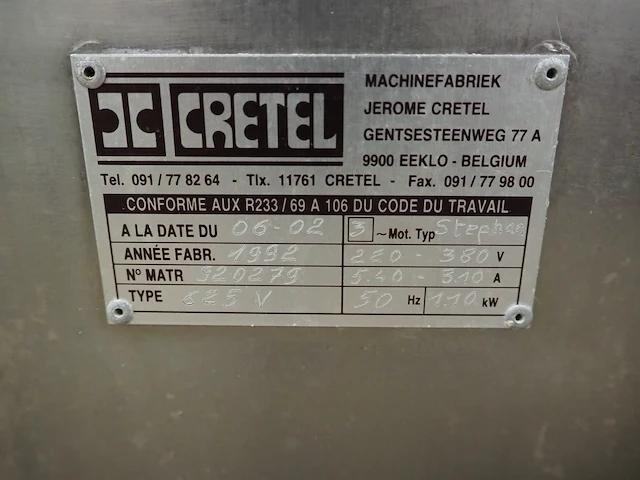 JC CRETEL
MACHINEFABRIEK
JEROME CRETEL
GENTSESTEENWEG 77 A
9900 EEKLO - BELGIUM
Tel. 091 / 77 82 64 - Tlx. 11761 CRETEL - Fax. 091 / 77 98 00
CONFORME AUX R233 / 69 A 106 DU CODE DU TRAVAIL
A LA DATE DU 06-02 3 ~ Mot. Typ Stephan
ANNÉE FABR. 1992 220 - 380 V
Nº MATR 920279 5.40 - 3.10 A
TYPE 625 V 50 Hz 1.10 kW